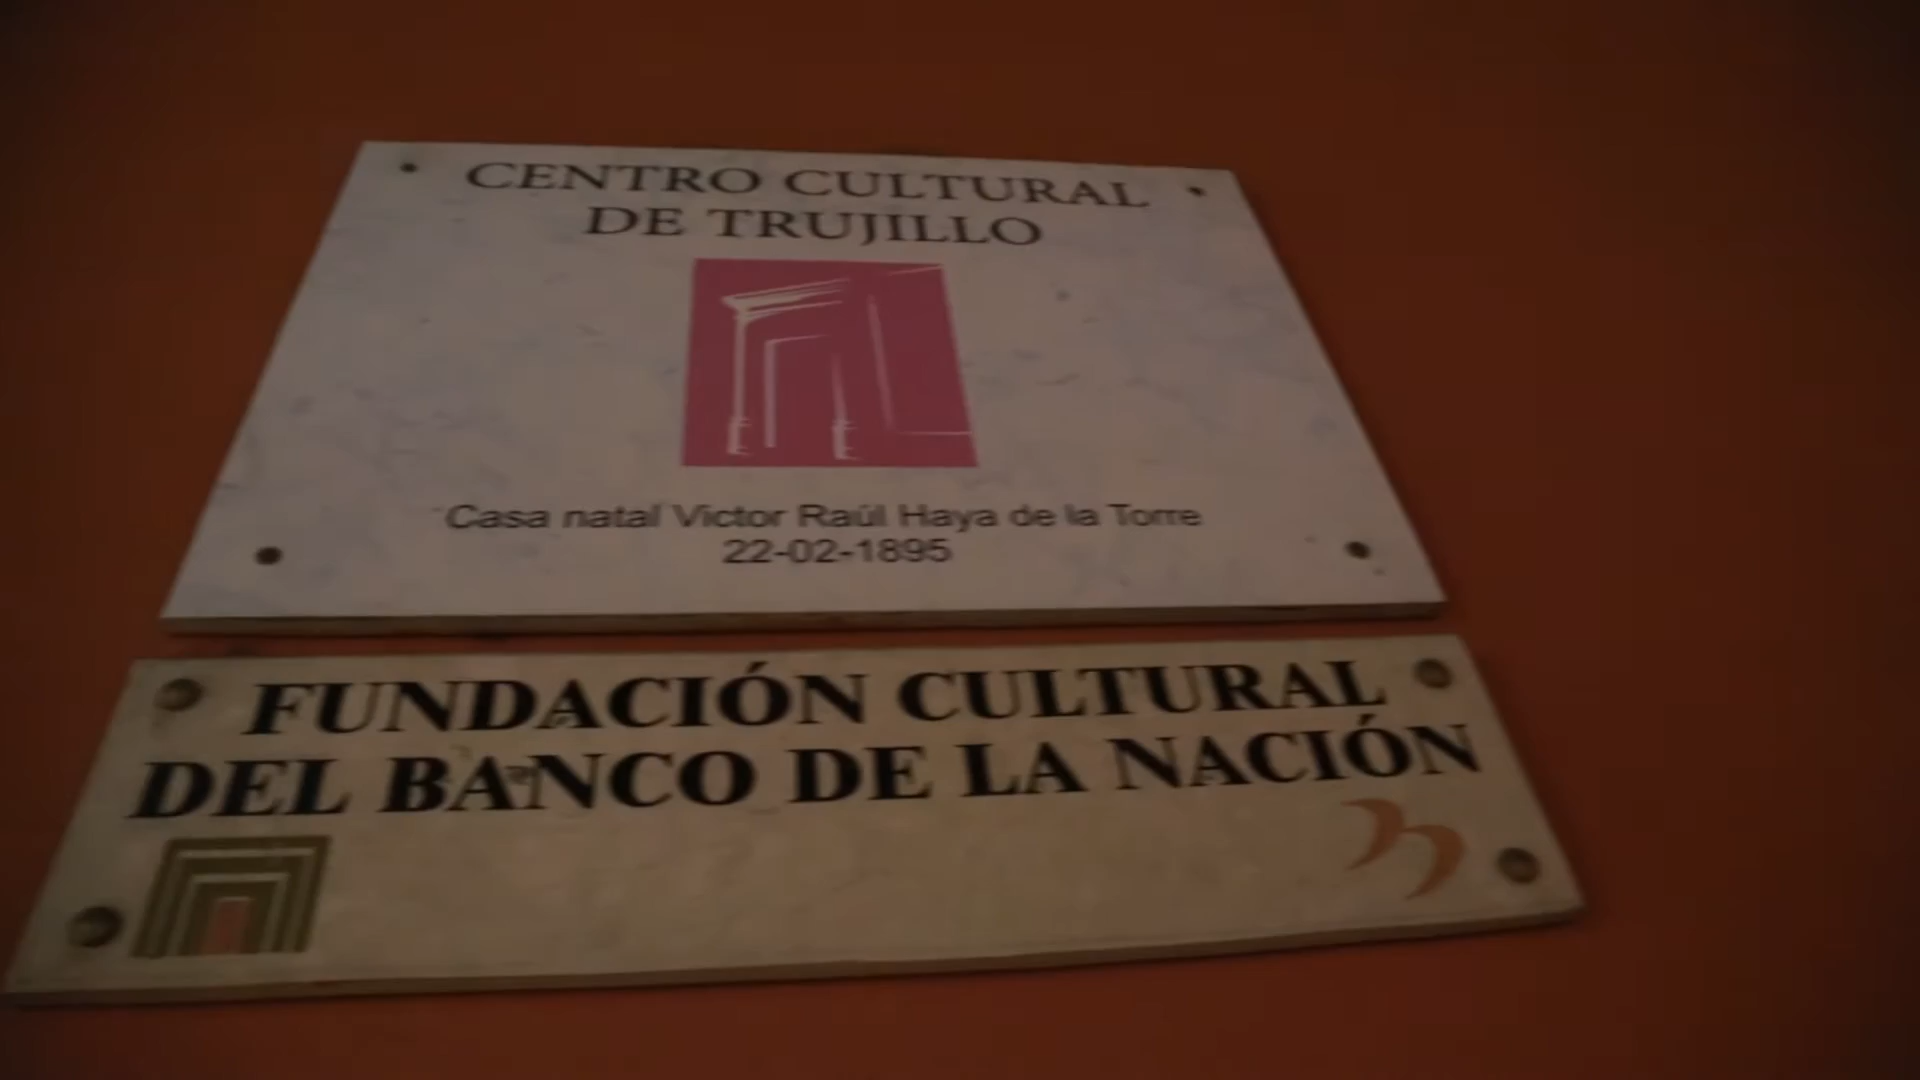 CENTRO CULTURAL
DE TRUJILLO
Casa natal Victor Raúl Haya de la Torre
22-02-1895
FUNDACIÓN CULTURAL
DEL BANCO DE LA NACIÓN